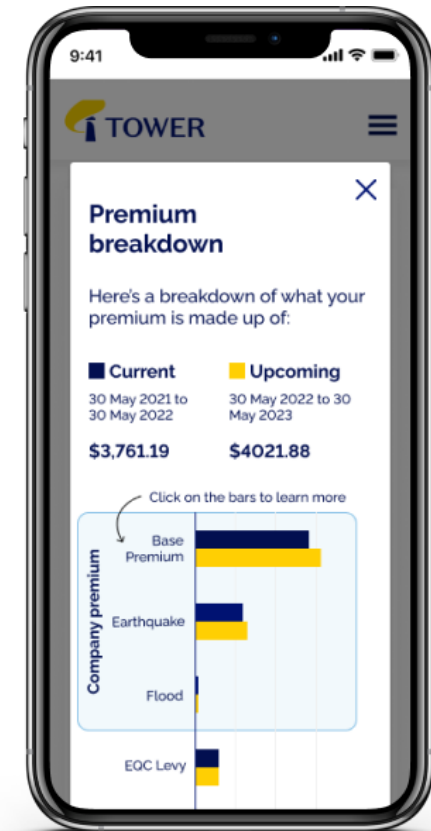 9:41
TOWER
Premium
breakdown
Here's a breakdown of what your
premium is made up of:
Current
30 May 2021 to
30 May 2022
$3,761.19
Upcoming
30 May 2022 to 30
May 2023
$4021.88
Click on the bars to learn more
Company premium
Base
Premium
Earthquake
Flood
EQC Levy